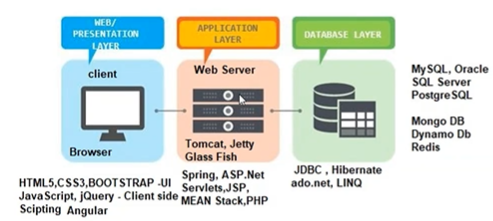 WEB/
PRESENTATION
LAYER
client
Browser
HTML5,CSS3,BOOTSTRAP -UI
JavaScript, jQuery - Client side
Scipting Angular
APPLICATION
LAYER
Web Server
Tomcat, Jetty
Glass Fish
Spring, ASP.Net
Servlets,JSP,
MEAN Stack,PHP
DATABASE LAYER
JDBC , Hibernate
ado.net, LINQ
MySQL, Oracle
SQL Server
PostgreSQL
Mongo DB
Dynamo Db
Redis